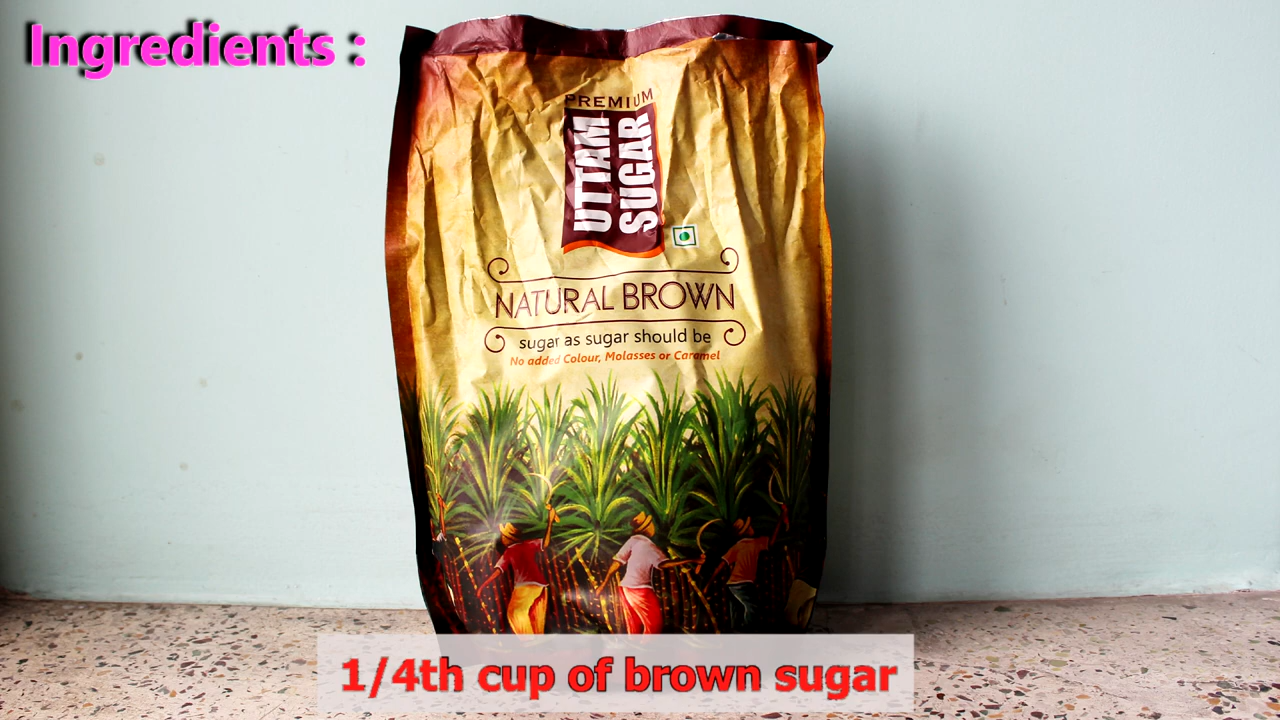 Ingredients :
PREMIUM
UTTAM
SUGAR
NATURAL BROWN
sugar as sugar should be
No added Colour, Molasses or Caramel
1/4th cup of brown sugar